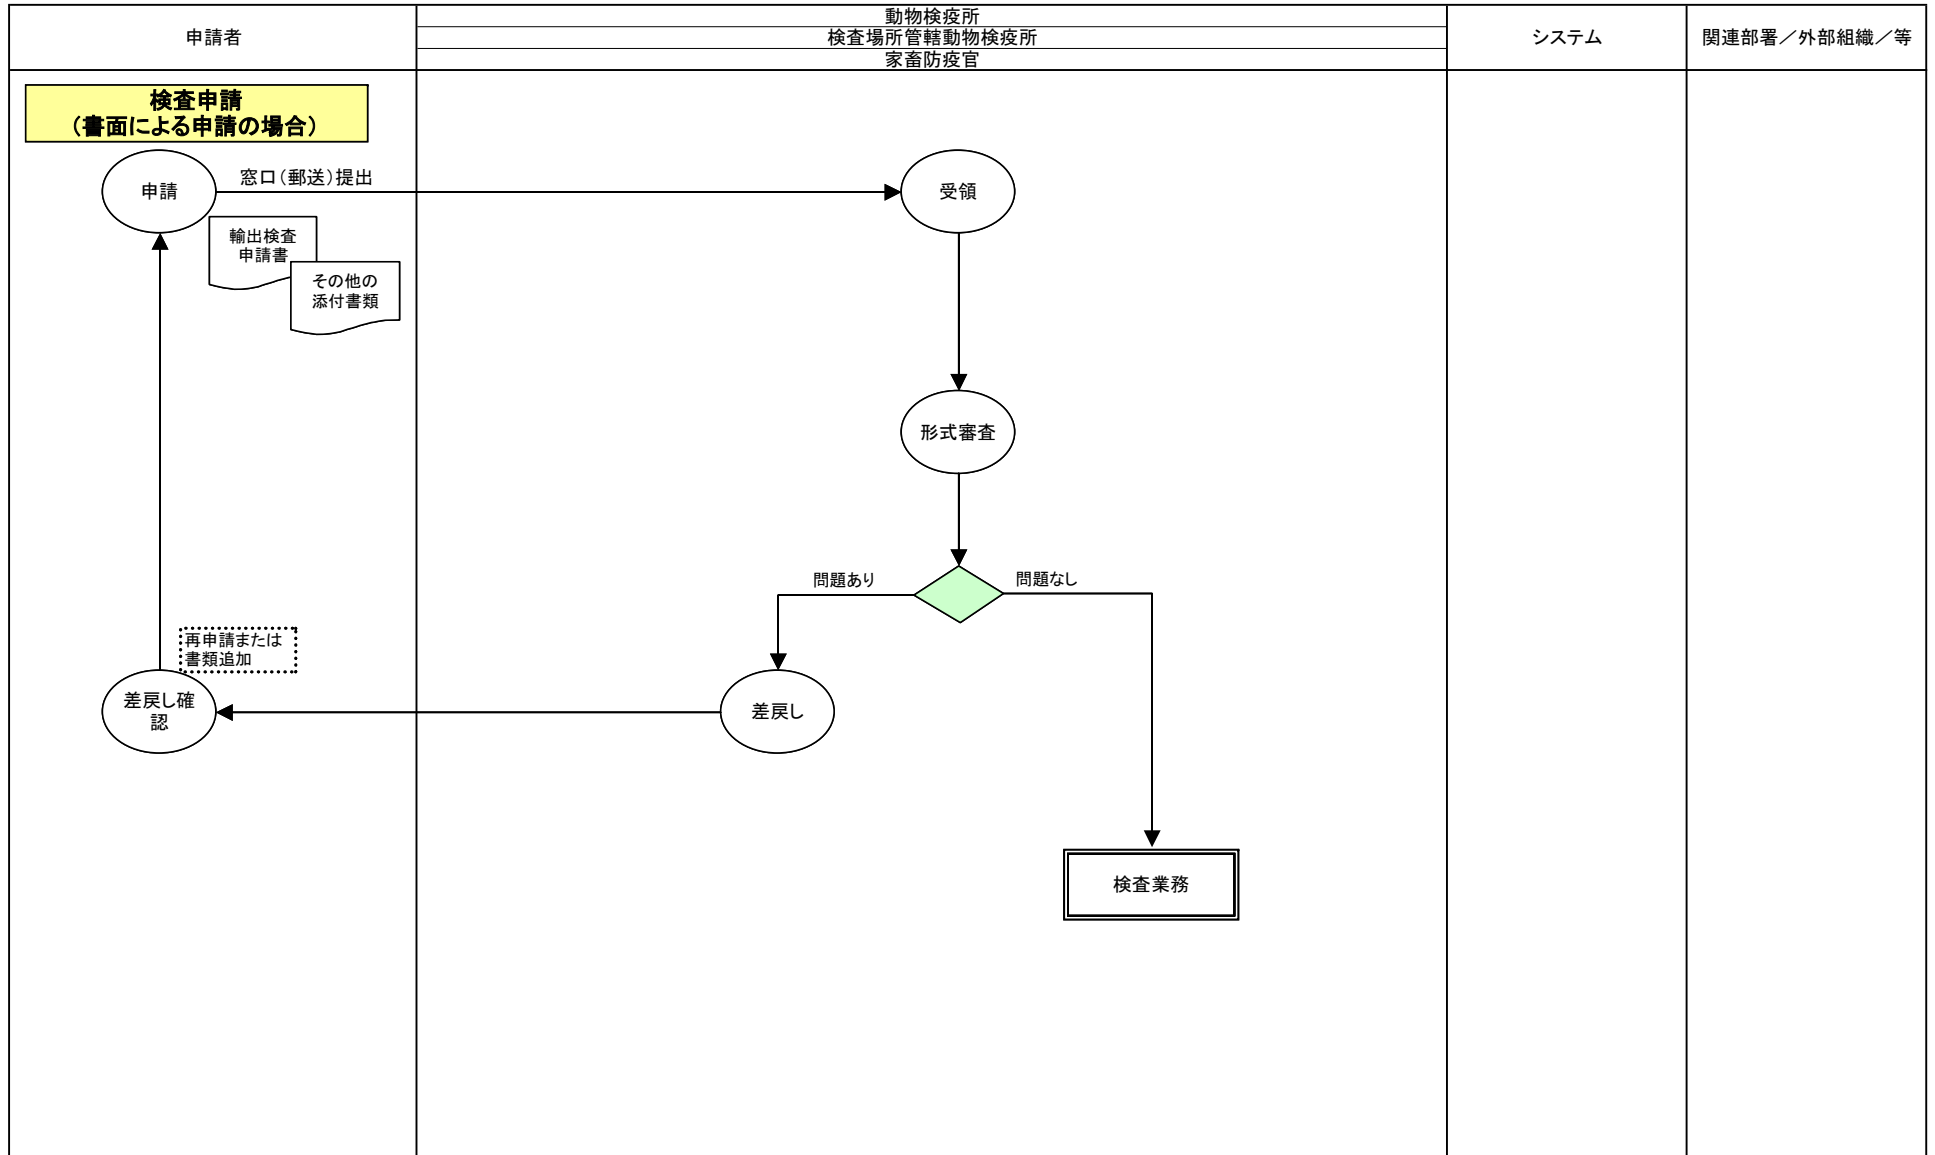 申請者
動物検疫所
検査場所管轄動物検疫所
家畜防疫官
システム
関連部署／外部組織／等
検査申請
（書面による申請の場合）
申請
窓口（郵送）提出
受領
輸出検査
申請書
その他の
添付書類
形式審査
問題あり
問題なし
再申請または
書類追加
差戻し確
認
差戻し
検査業務